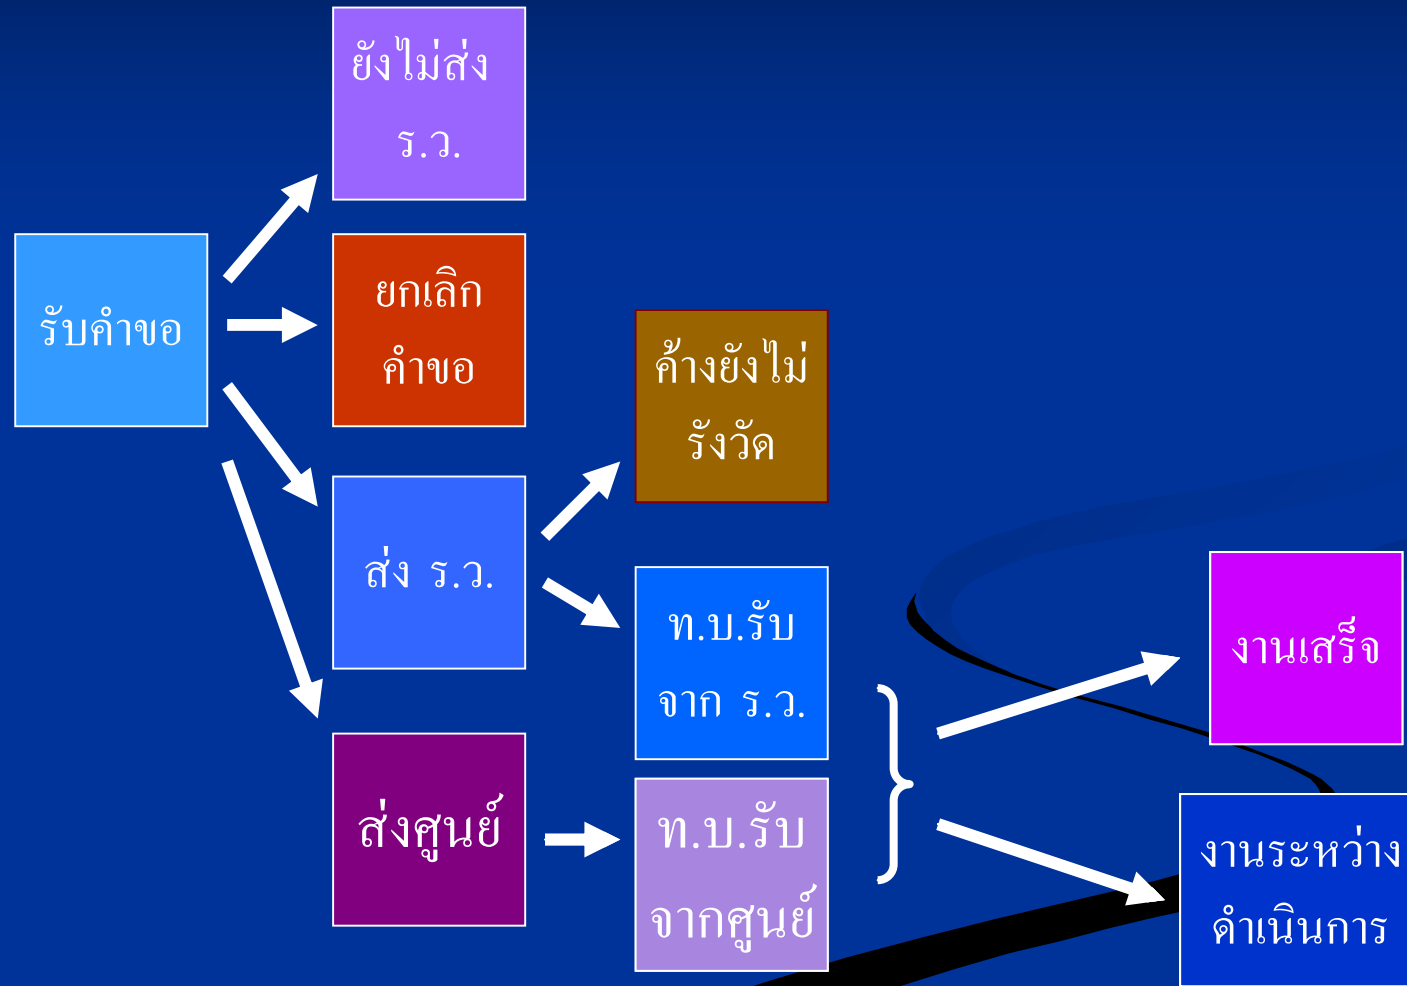 ยังไม่ส่ง
ร.ว.
รับคำขอ
ยกเลิก
คำขอ
ค้างยังไม่
รังวัด
ส่ง ร.ว.
ท.บ.รับ
จาก ร.ว.
งานเสร็จ
ส่งศูนย์
ท.บ.รับ
จากศูนย์
งานระหว่าง
ดำเนินการ